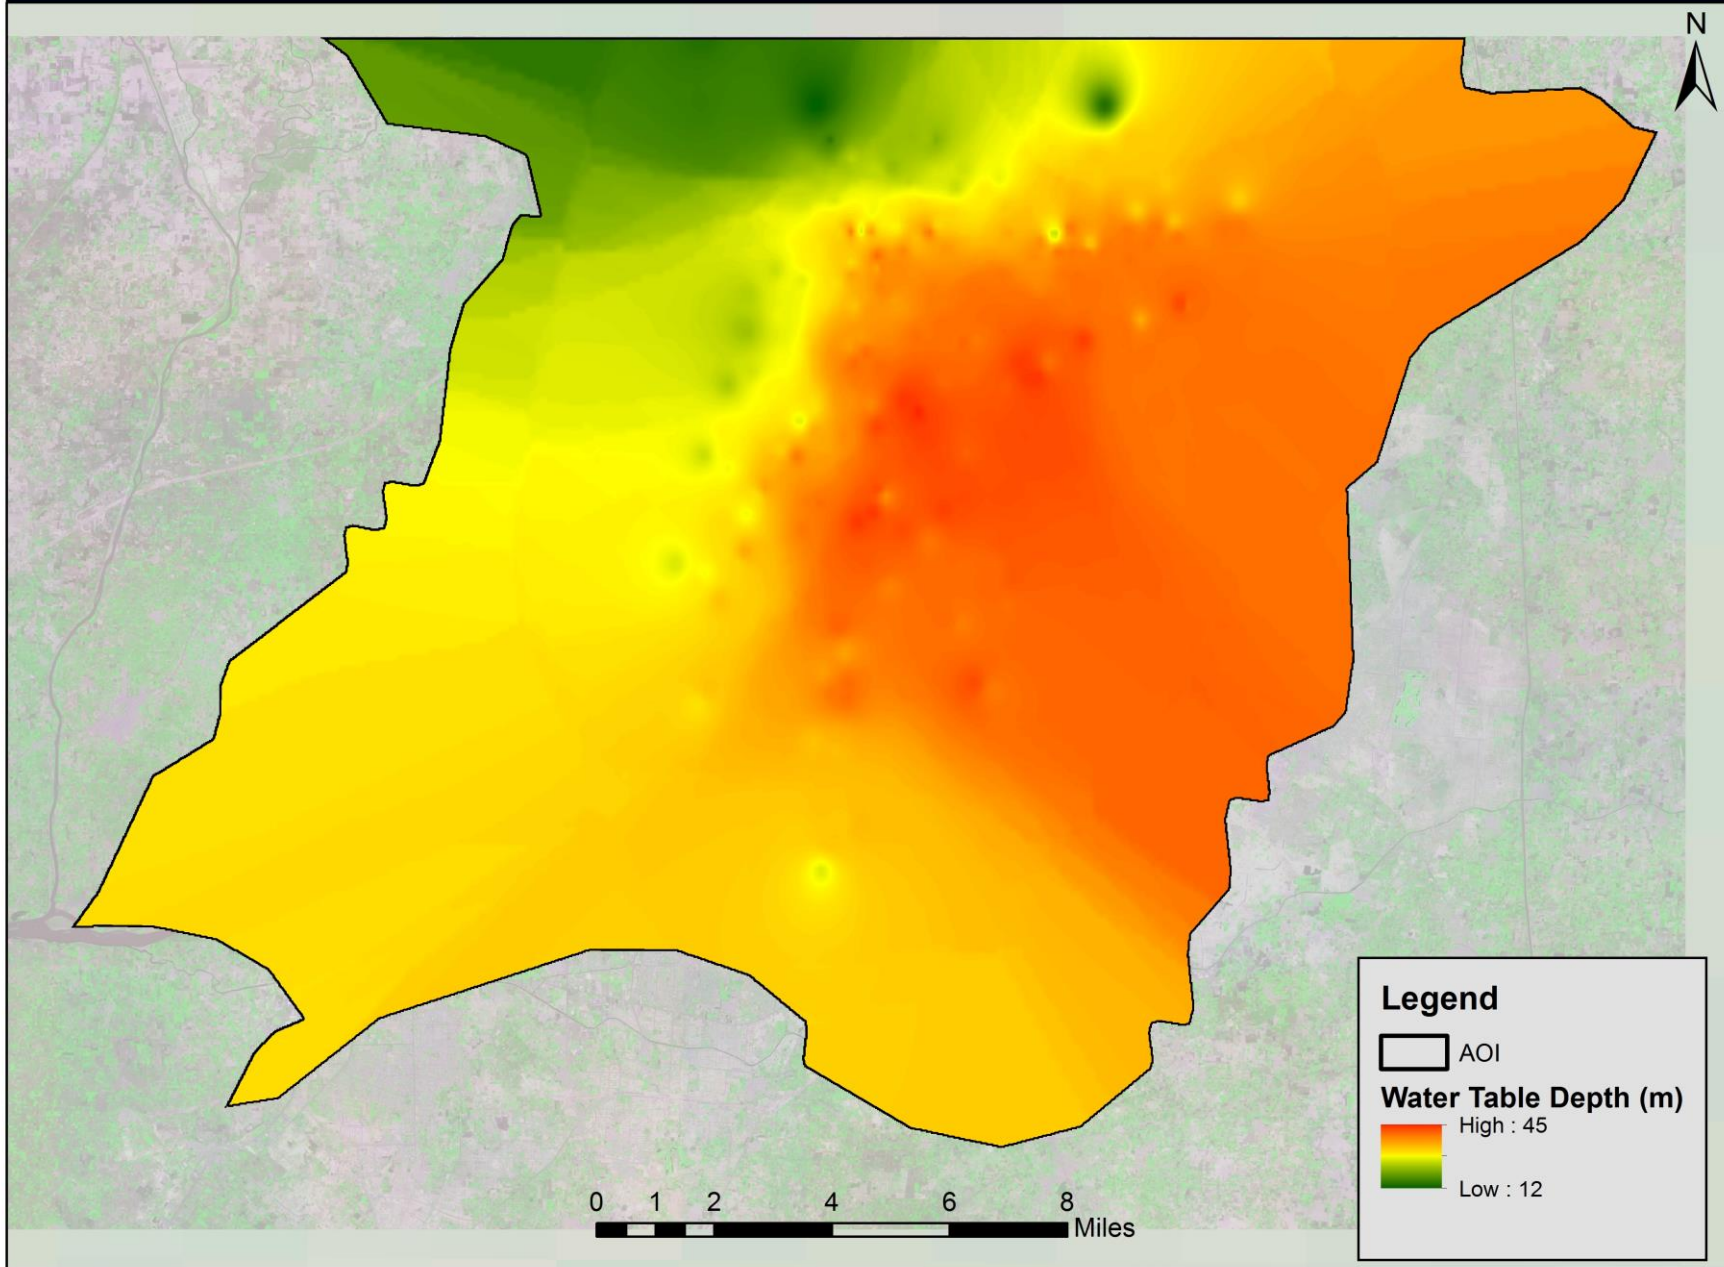 N
Legend
AOI
Water Table Depth (m)
High : 45
Low : 12
0 1 2 4 6 8
Miles